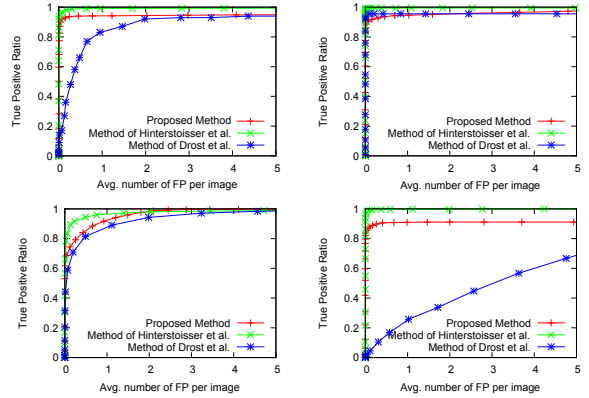 True Positive Ratio
1
0.8
0.6
0.4
0.2
0
Proposed Method
Method of Hinterstoisser et al.
Method of Drost et al.
0 1 2 3 4 5
Avg. number of FP per image
True Positive Ratio
1
0.8
0.6
0.4
0.2
0
Proposed Method
Method of Hinterstoisser et al.
Method of Drost et al.
0 1 2 3 4 5
Avg. number of FP per image
True Positive Ratio
1
0.8
0.6
0.4
0.2
0
Proposed Method
Method of Hinterstoisser et al.
Method of Drost et al.
0 1 2 3 4 5
Avg. number of FP per image
True Positive Ratio
1
0.8
0.6
0.4
0.2
0
Proposed Method
Method of Hinterstoisser et al.
Method of Drost et al.
0 1 2 3 4 5
Avg. number of FP per image